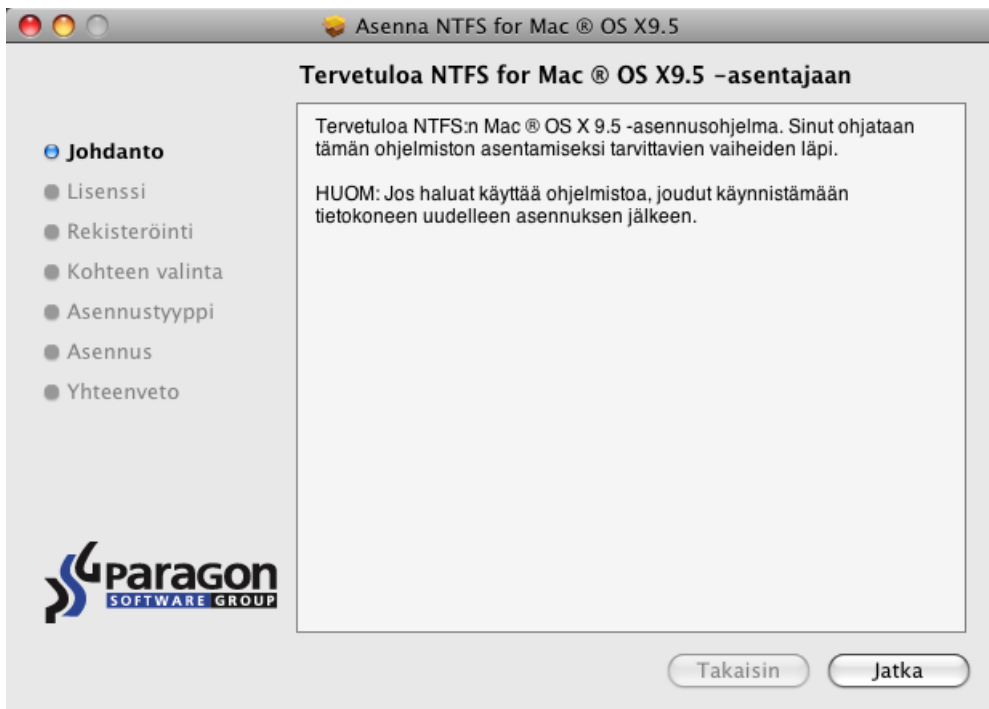 Asenna NTFS for Mac ® OS X9.5
Tervetuloa NTFS for Mac ® OS X9.5 -asentajaan
Johdanto
Lisenssi
Rekisteröinti
Kohteen valinta
Asennustyyppi
Asennus
Yhteenveto
Tervetuloa NTFS:n Mac ® OS X 9.5 -asennusohjelma. Sinut ohjataan
tämän ohjelmiston asentamiseksi tarvittavien vaiheiden läpi.
HUOM: Jos haluat käyttää ohjelmistoa, joudut käynnistämään
tietokoneen uudelleen asennuksen jälkeen.
Paragon
SOFTWARE GROUP
Takaisin
Jatka